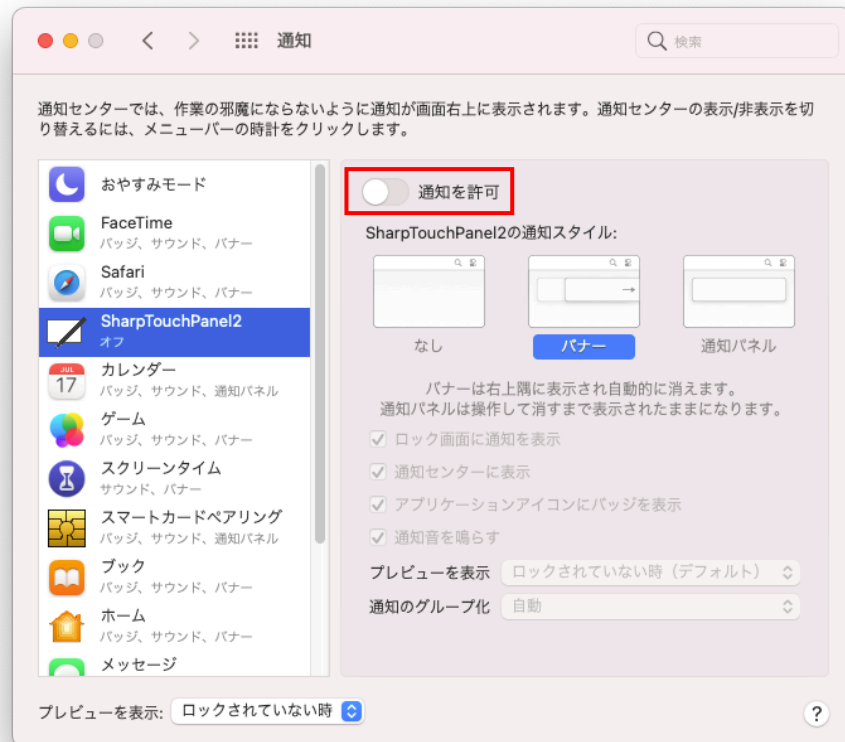 通知
検索
通知センターでは、作業の邪魔にならないように通知が画面右上に表示されます。通知センターの表示/非表示を切
り替えるには、メニューバーの時計をクリックします。
おやすみモード
FaceTime
バッジ、サウンド、バナー
Safari
バッジ、サウンド、バナー
SharpTouchPanel2
オフ
JUL
17
カレンダー
バッジ、サウンド、通知パネル
ゲーム
バッジ、サウンド、バナー
スクリーンタイム
サウンド、バナー
スマートカードペアリング
バッジ、サウンド、通知パネル
ブック
バッジ、サウンド、バナー
ホーム
バッジ、サウンド、バナー
メッセージ
通知を許可
SharpTouchPanel2の通知スタイル:
なし
バナー
通知パネル
バナーは右上隅に表示され自動的に消えます。
通知パネルは操作して消すまで表示されたままになります。
ロック画面に通知を表示
通知センターに表示
アプリケーションアイコンにバッジを表示
通知音を鳴らす
プレビューを表示 ロックされていない時（デフォルト）
通知のグループ化 自動
プレビューを表示: ロックされていない時
?